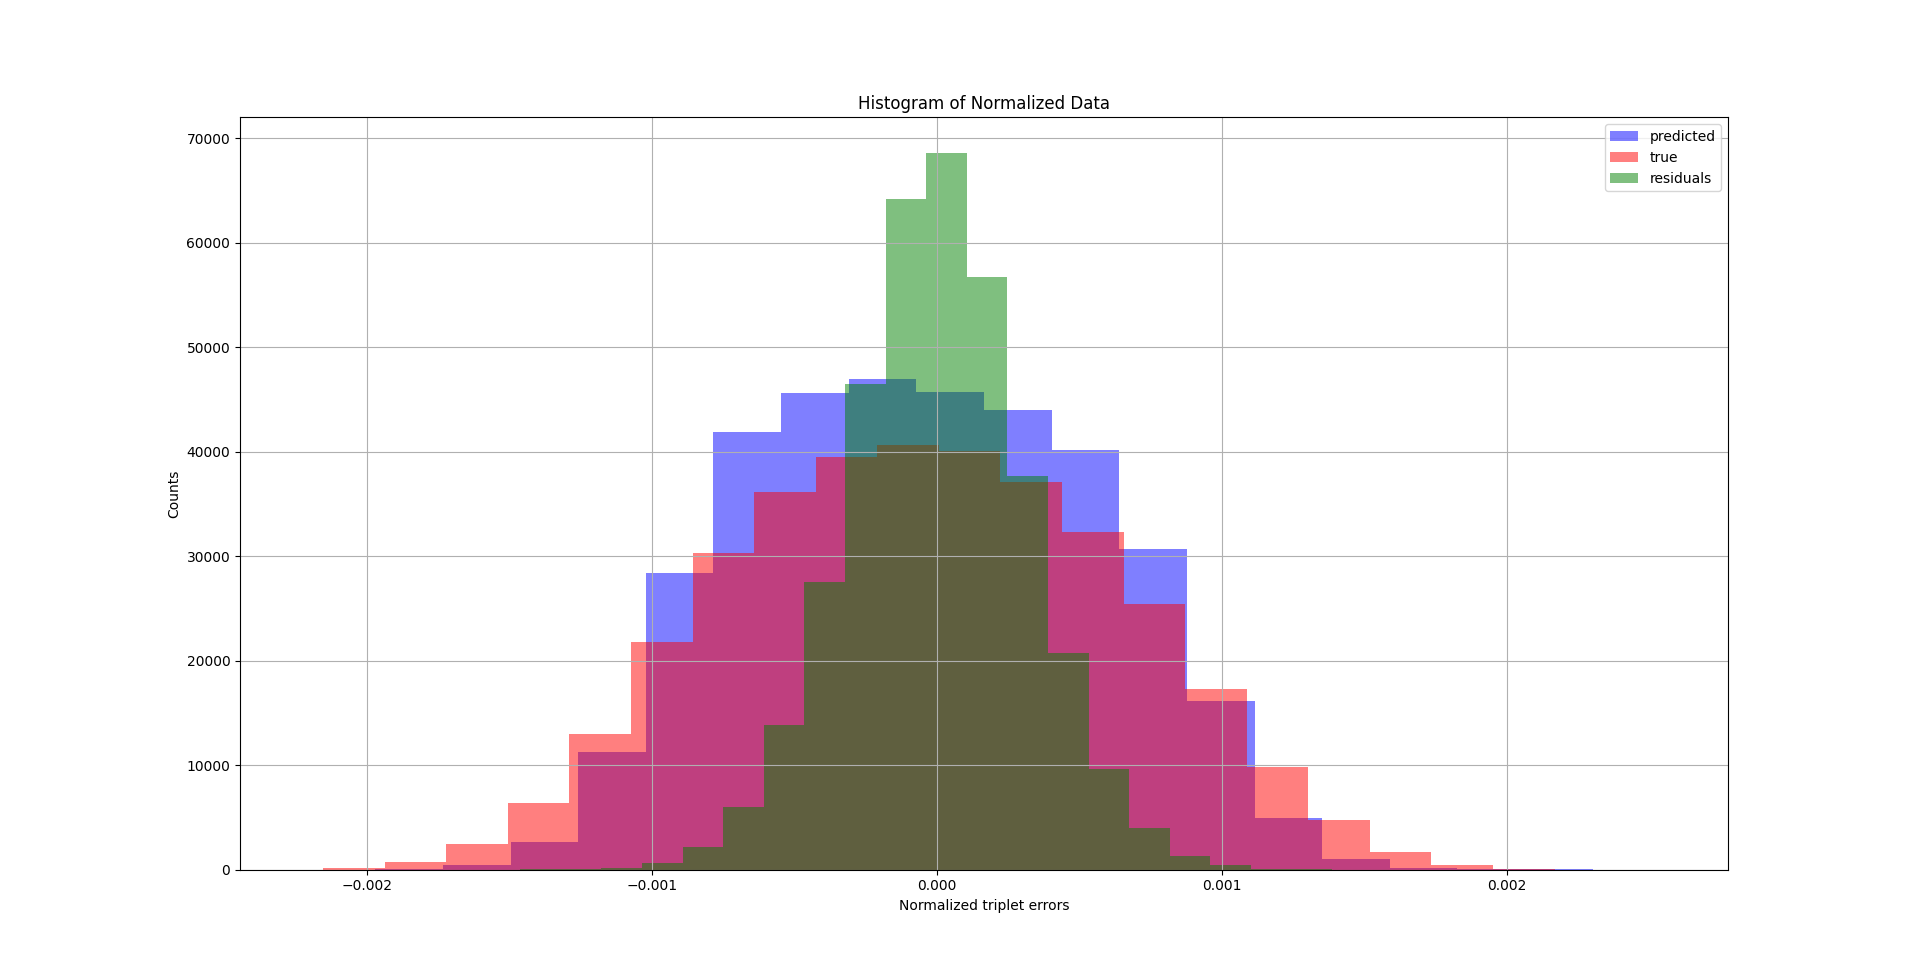 Histogram of Normalized Data
predicted
true
residuals
70000
60000
50000
40000
30000
20000
10000
0
Counts
−0.002
−0.001
0.000
0.001
0.002
Normalized triplet errors